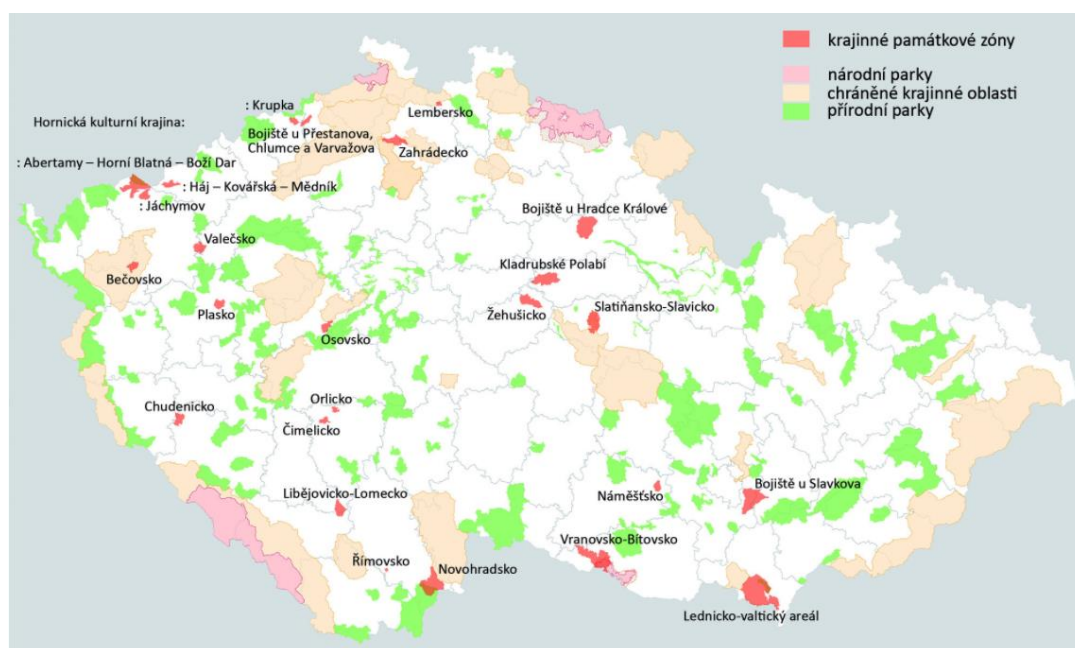 krajinné památkové zóny
národní parky
chráněné krajinné oblasti
přírodní parky
: Krupka
Lembersko
Hornická kulturní krajina:
Bojiště u Přestanova,
Chlumce a Varvažova
Zahrádecko
: Abertamy – Horní Blatná – Boží Dar
: Háj – Kovářská – Mědník
: Jáchymov
Bojiště u Hradce Králové
Valečsko
Kladrubské Polabí
Bečovsko
Plasko
Žehušicko
Slatiňansko-Slavicko
Osovsko
Orlicko
Chudenicko
Čimelicko
Bojiště u Slavkova
Libějovicko-Lomecko
Náměšťsko
Vranovsko-Bítovsko
Římovsko
Novohradsko
Lednicko-valtický areál